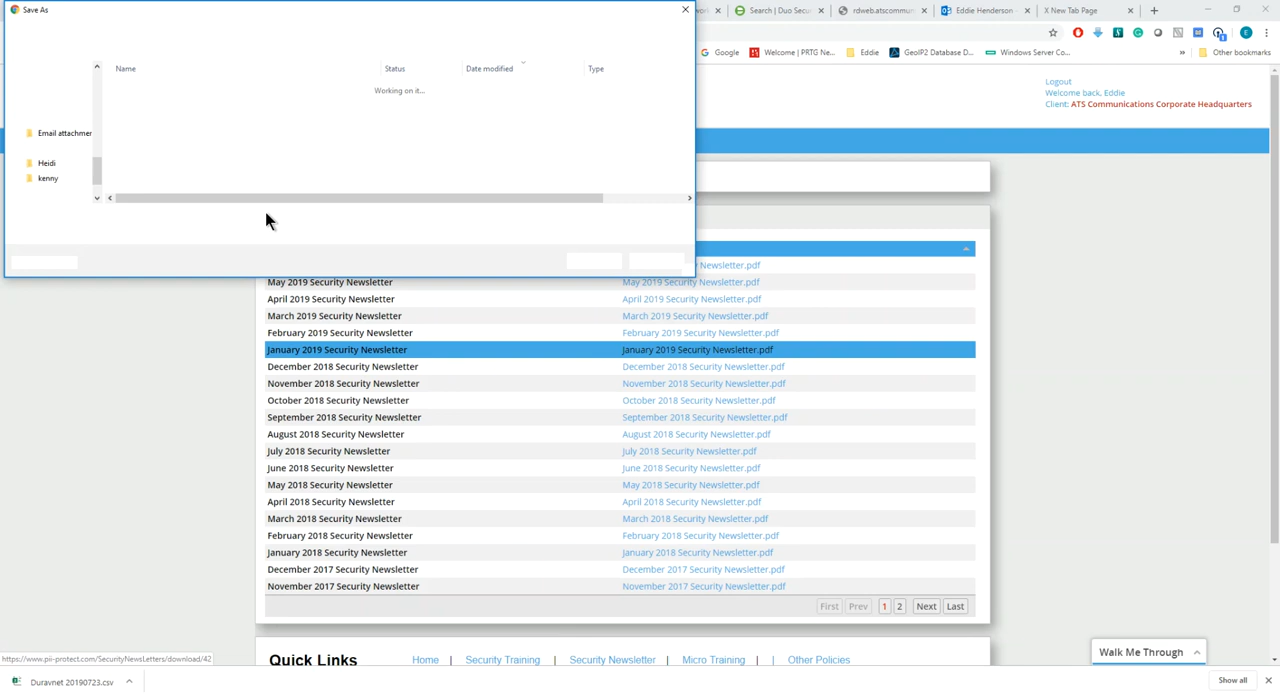 Save As
Search | Duo Secu
rdweb.atscommun
Eddie Henderson -
X New Tab Page
Google
Welcome | PRTG Ne...
Eddie
GeoIP2 Database D...
Windows Server Co...
»
Other bookmarks
Name
Status
Date modified
Type
Working on it...
Email attachmer
Heidi
kenny
Logout
Welcome back, Eddie
Client: ATS Communications Corporate Headquarters
Newsletter.pdf
May 2019 Security Newsletter May 2019 Security Newsletter.pdf
April 2019 Security Newsletter April 2019 Security Newsletter.pdf
March 2019 Security Newsletter March 2019 Security Newsletter.pdf
February 2019 Security Newsletter February 2019 Security Newsletter.pdf
January 2019 Security Newsletter January 2019 Security Newsletter.pdf
December 2018 Security Newsletter December 2018 Security Newsletter.pdf
November 2018 Security Newsletter November 2018 Security Newsletter.pdf
October 2018 Security Newsletter October 2018 Security Newsletter.pdf
September 2018 Security Newsletter September 2018 Security Newsletter.pdf
August 2018 Security Newsletter August 2018 Security Newsletter.pdf
July 2018 Security Newsletter July 2018 Security Newsletter.pdf
June 2018 Security Newsletter June 2018 Security Newsletter.pdf
May 2018 Security Newsletter May 2018 Security Newsletter.pdf
April 2018 Security Newsletter April 2018 Security Newsletter.pdf
March 2018 Security Newsletter March 2018 Security Newsletter.pdf
February 2018 Security Newsletter February 2018 Security Newsletter.pdf
January 2018 Security Newsletter January 2018 Security Newsletter.pdf
December 2017 Security Newsletter December 2017 Security Newsletter.pdf
November 2017 Security Newsletter November 2017 Security Newsletter.pdf
First Prev 1 2 Next Last
Quick Links Home | Security Training | Security Newsletter | Micro Training | | Other Policies
Walk Me Through
https://www.pii-protect.com/SecurityNewsLetters/download/42
Duravnet 20190723.csv
Show all